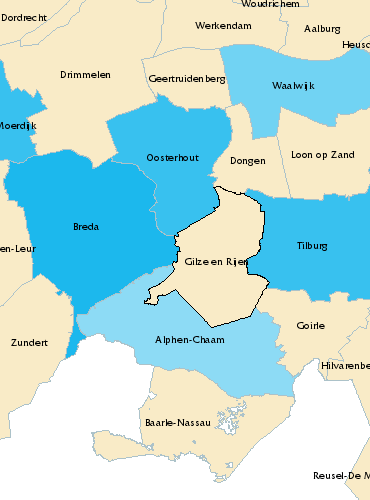 Woudrichem
Dordrecht
Werkendam
Aalburg
Heusd
Drimmelen
Geertruidenberg
Waalwijk
Moerdijk
Oosterhout
Dongen
Loon op Zand
Breda
en-Leur
Tilburg
Gilze en Rijen
Goirle
Zundert
Alphen-Chaam
Hilvarenbe
Baarle-Nassau
Reusel-De M